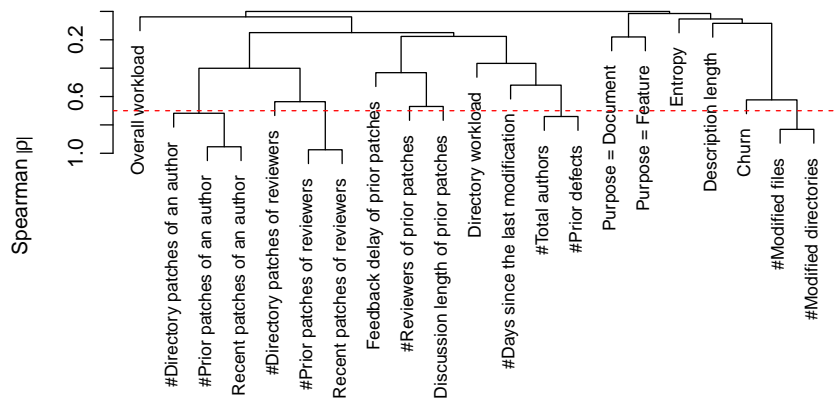 Spearman |ρ|
0.2
0.6
1.0
Overall workload
#Directory patches of an author
#Prior patches of an author
Recent patches of an author
#Directory patches of reviewers
#Prior patches of reviewers
Recent patches of reviewers
Feedback delay of prior patches
#Reviewers of prior patches
Discussion length of prior patches
Directory workload
#Days since the last modification
#Total authors
#Prior defects
Purpose = Document
Purpose = Feature
Entropy
Description length
Churn
#Modified files
#Modified directories